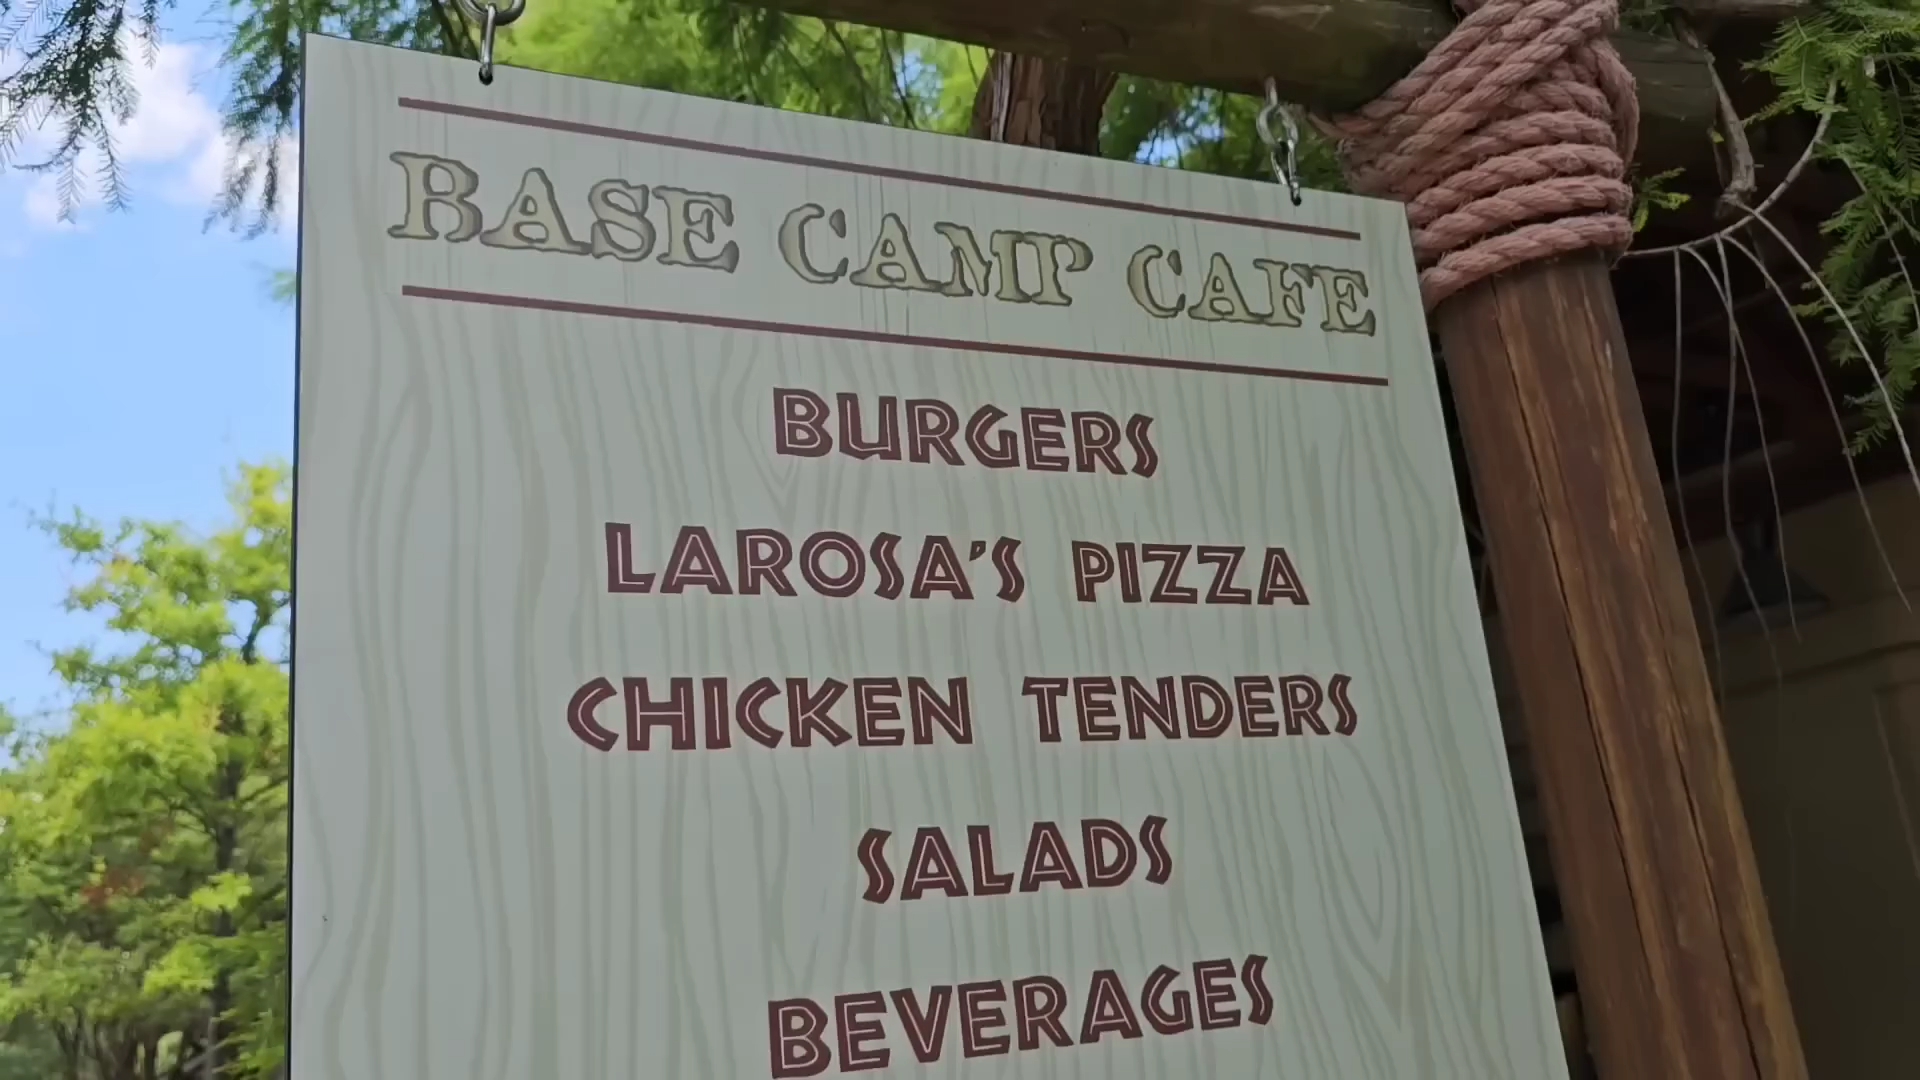 BASE CAMP CAFE
BURGERS
LAROSA'S PIZZA
CHICKEN TENDERS
SALADS
BEVERAGES